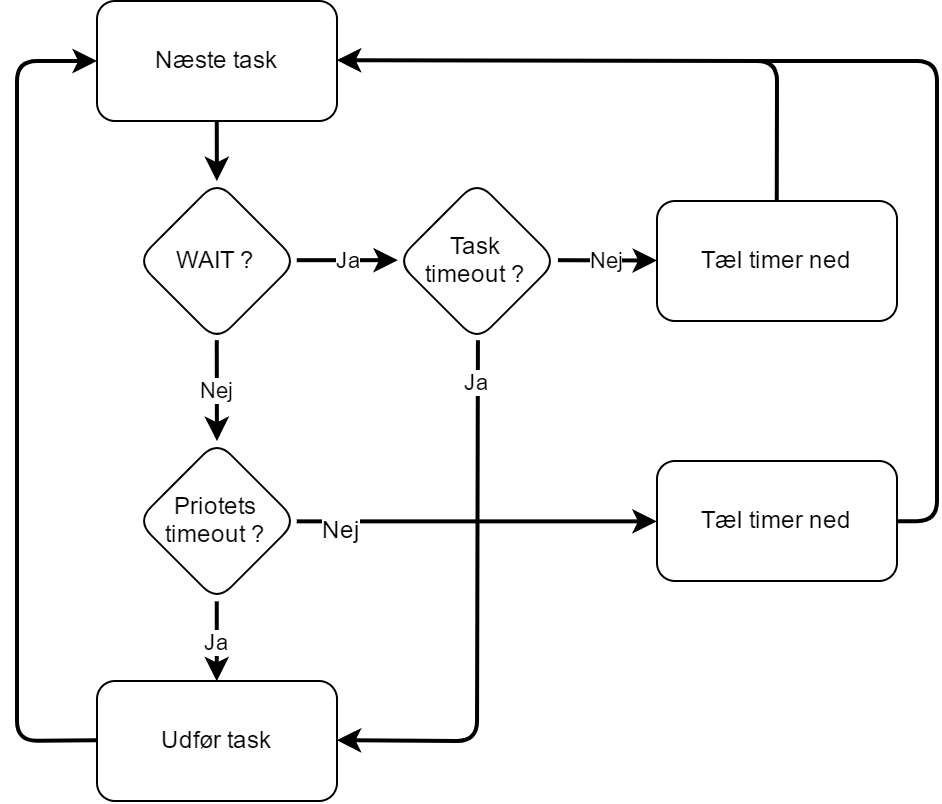 Næste task
WAIT ?
Ja
Task
timeout ?
Nej
Tæl timer ned
Nej
Ja
Priotets
timeout ?
Nej
Tæl timer ned
Ja
Udfør task